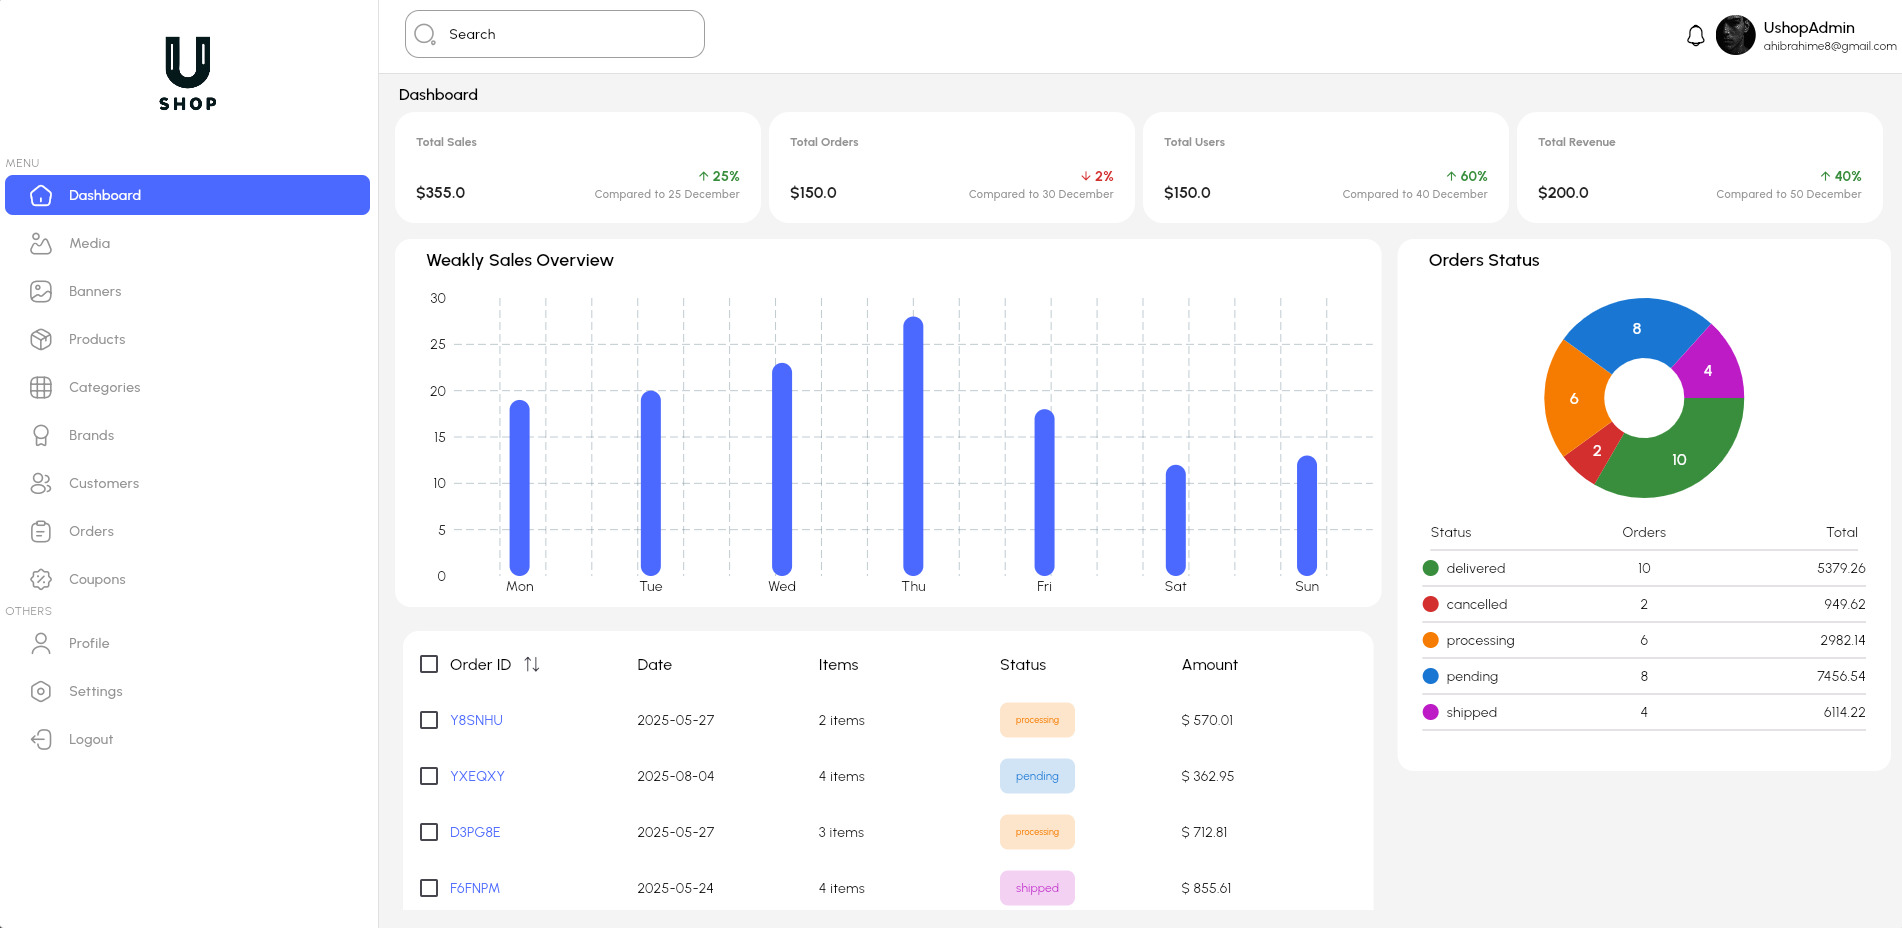 U
SHOP
MENU
Dashboard
Media
Banners
Products
Categories
Brands
Customers
Orders
Coupons
OTHERS
Profile
Settings
Logout
Search
UshopAdmin
ahibrahime8@gmail.com
Dashboard
Total Sales
25%
$355.0
Compared to 25 December
Total Orders
2%
$150.0
Compared to 30 December
Total Users
60%
$150.0
Compared to 40 December
Total Revenue
40%
$200.0
Compared to 50 December
Weakly Sales Overview
30
25
20
15
10
5
0
Mon Tue Wed Thu Fri Sat Sun
Orders Status
8
4
6
2
10
Status Orders Total
delivered 10 5379.26
cancelled 2 949.62
processing 6 2982.14
pending 8 7456.54
shipped 4 6114.22
Order ID Date Items Status Amount
Y8SNHU 2025-05-27 2 items processing $ 570.01
YXEQXY 2025-08-04 4 items pending $ 362.95
D3PG8E 2025-05-27 3 items processing $ 712.81
F6FNPM 2025-05-24 4 items shipped $ 855.61